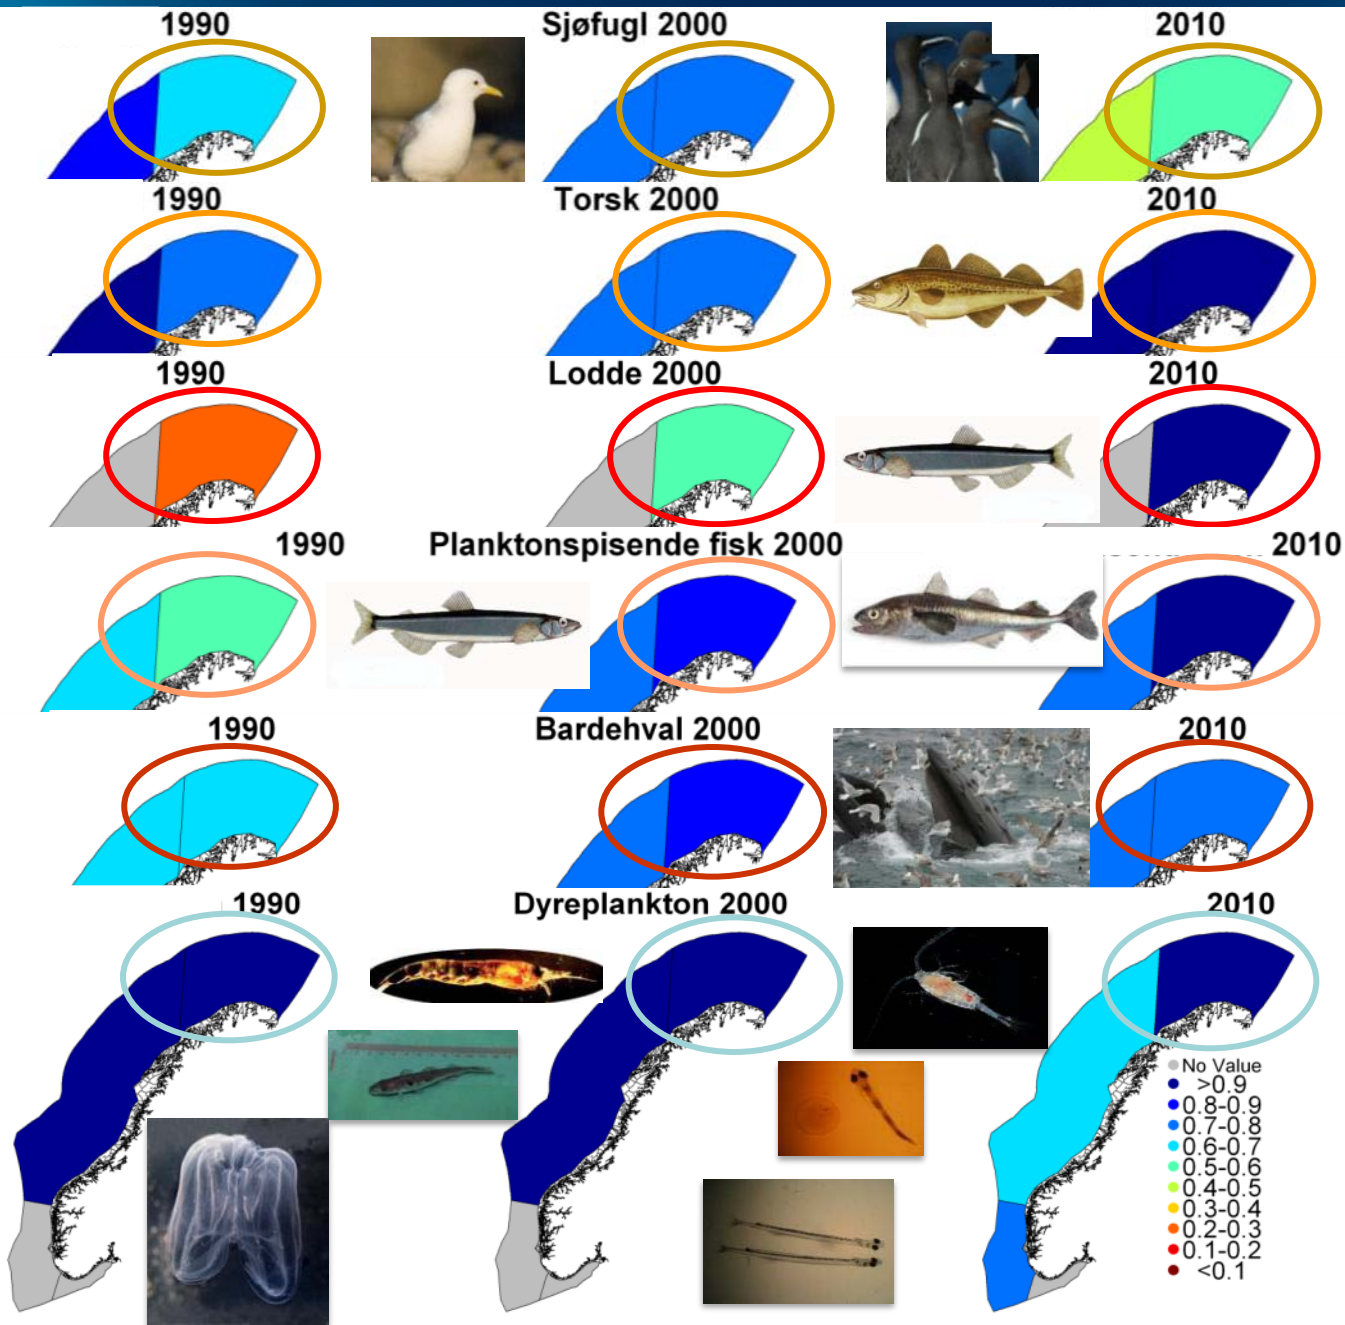 1990 Sjøfugl 2000 2010
1990 Torsk 2000 2010
1990 Lodde 2000 2010
1990 Planktonspisende fisk 2000 2010
1990 Bardehval 2000 2010
1990 Dyreplankton 2000 2010
No Value
>0.9
0.8-0.9
0.7-0.8
0.6-0.7
0.5-0.6
0.4-0.5
0.3-0.4
0.2-0.3
0.1-0.2
<0.1